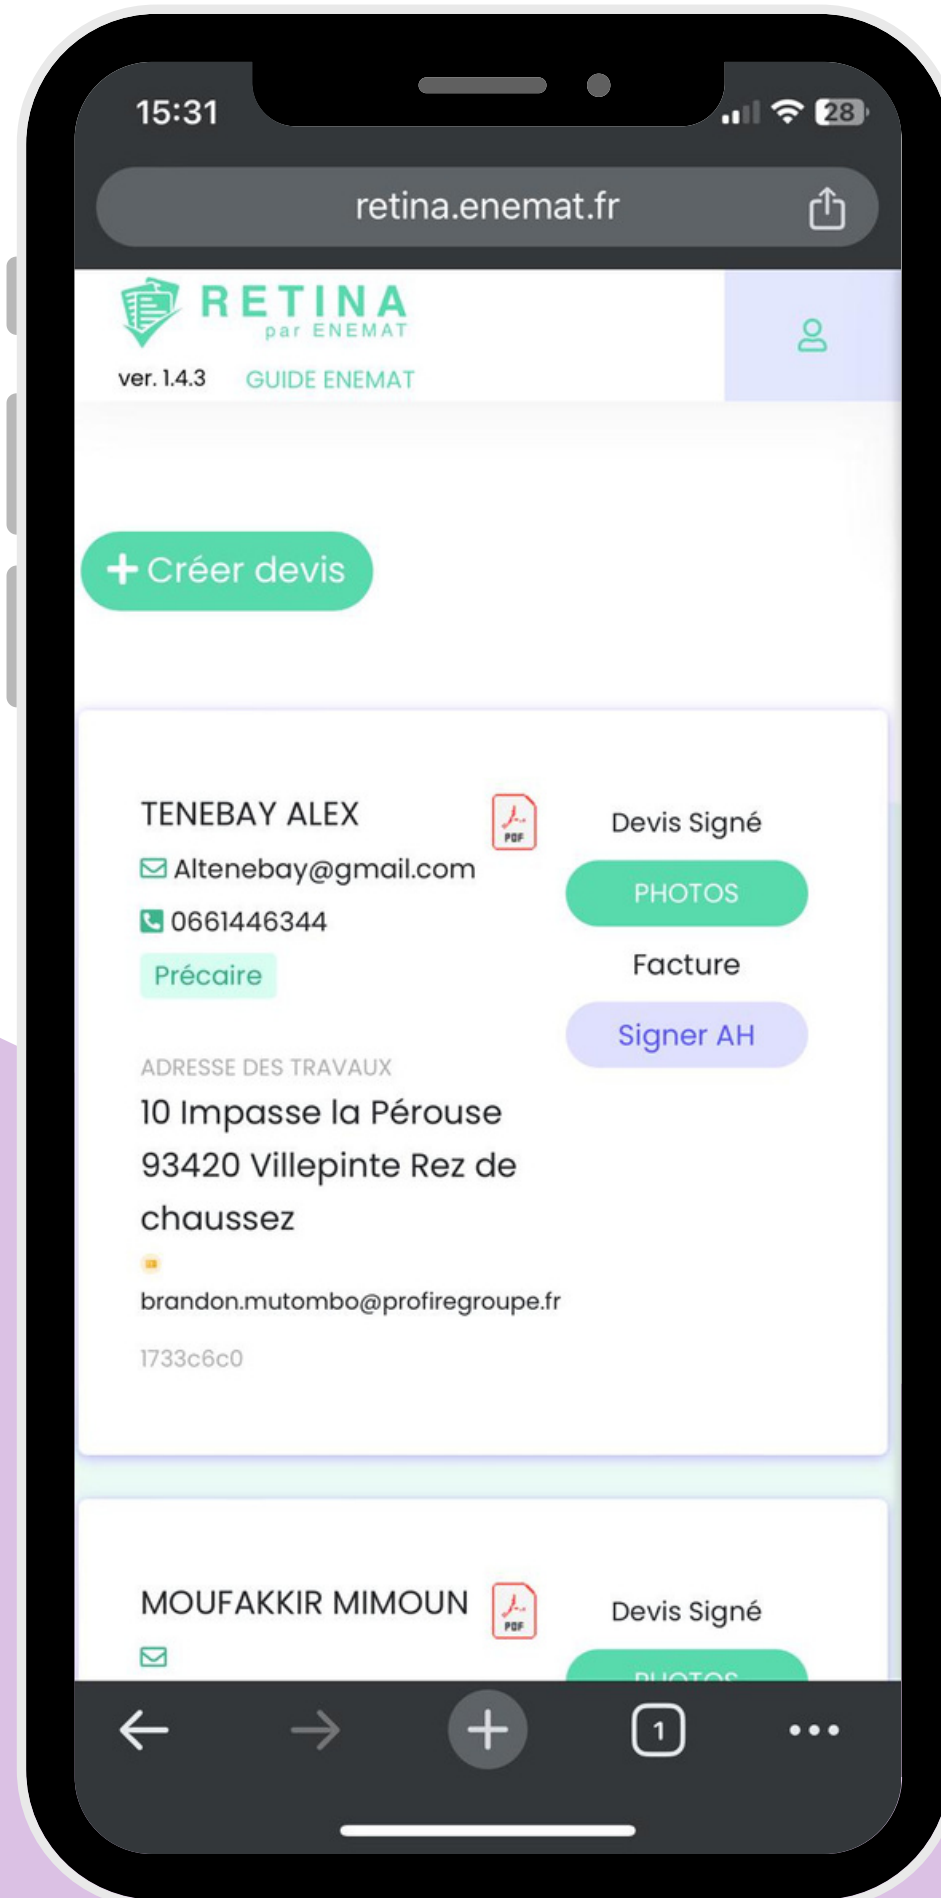 15:31
28
retina.enemat.fr
RETINA
par ENEMAT
ver. 1.4.3 GUIDE ENEMAT
+ Créer devis
TENEBAY ALEX
PDF
Devis Signé
Altenebay@gmail.com
PHOTOS
0661446344
Facture
Précaire
Signer AH
ADRESSE DES TRAVAUX
10 Impasse la Pérouse
93420 Villepinte Rez de
chaussez
brandon.mutombo@profiregroupe.fr
1733c6c0
MOUFAKKIR MIMOUN
PDF
Devis Signé
PHOTOS
1